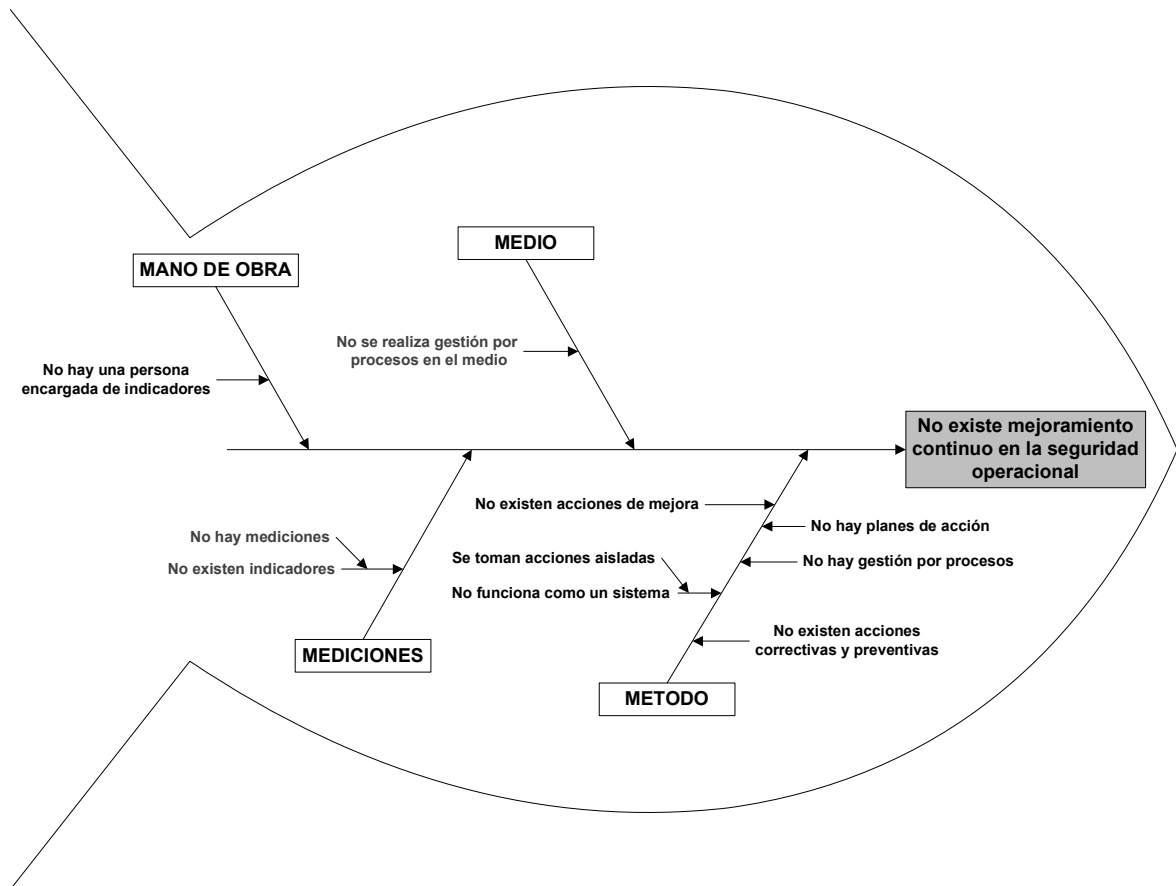 MEDIO
MANO DE OBRA
No se realiza gestión por
procesos en el medio
No hay una persona
encargada de indicadores
No existe mejoramiento
continuo en la seguridad
operacional
No existen acciones de mejora
No hay planes de acción
No hay mediciones
Se toman acciones aisladas
No hay gestión por procesos
No existen indicadores
No funciona como un sistema
No existen acciones
correctivas y preventivas
MEDICIONES
METODO